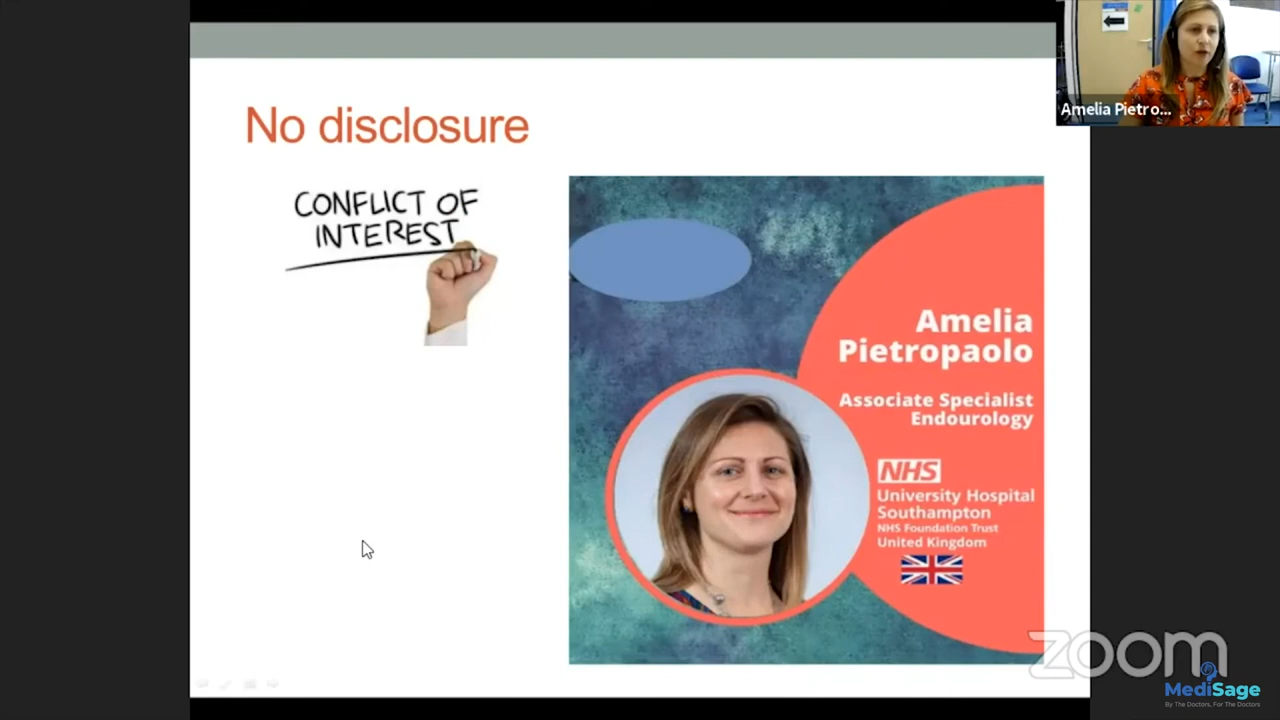 No disclosure
CONFLICT OF
INTEREST
Amelia
Pietropaolo
Associate Specialist
Endourology
NHS
University Hospital
Southampton
NHS Foundation Trust
United Kingdom
Amelia Pietro...
zoom
MediSage
By The Doctors, For The Doctors